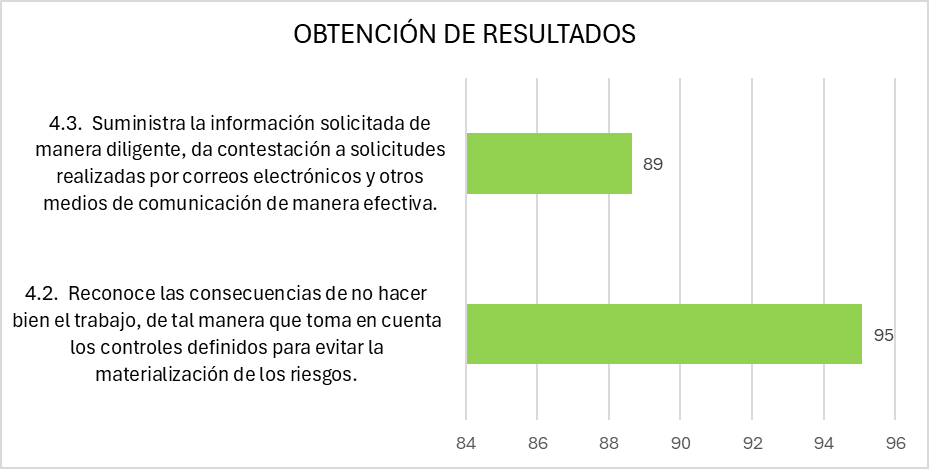 OBTENCIÓN DE RESULTADOS
4.3. Suministra la información solicitada de
manera diligente, da contestación a solicitudes
realizadas por correos electrónicos y otros
medios de comunicación de manera efectiva.
89
4.2. Reconoce las consecuencias de no hacer
bien el trabajo, de tal manera que toma en cuenta
los controles definidos para evitar la
materialización de los riesgos.
95
84 86 88 90 92 94 96